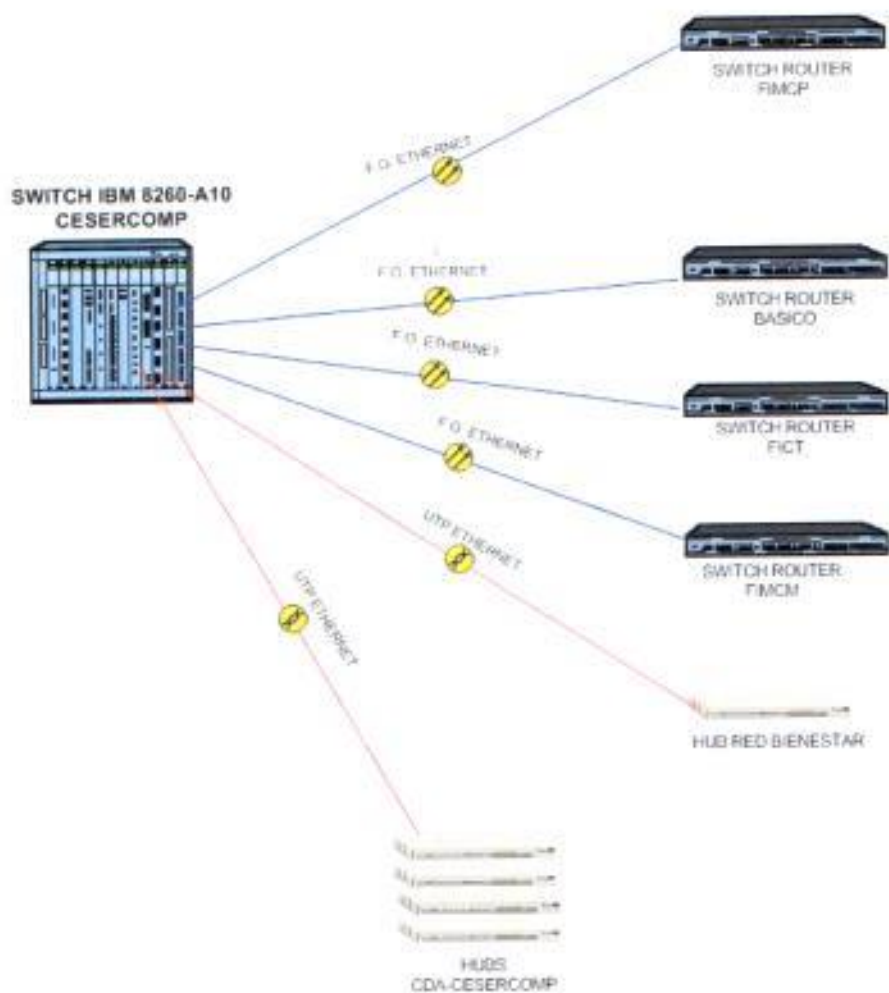 SWITCH ROUTER
FIMCP
F.O. ETHERNET
SWITCH IBM 8260-A10
CESERCOMP
F.O. ETHERNET
SWITCH ROUTER
BASICO
F.O. ETHERNET
SWITCH ROUTER
FICT
F.O. ETHERNET
UTP ETHERNET
SWITCH ROUTER
FIMCM
UTP ETHERNET
HUB RED BIENESTAR
HUBS
CDA-CESERCOMP